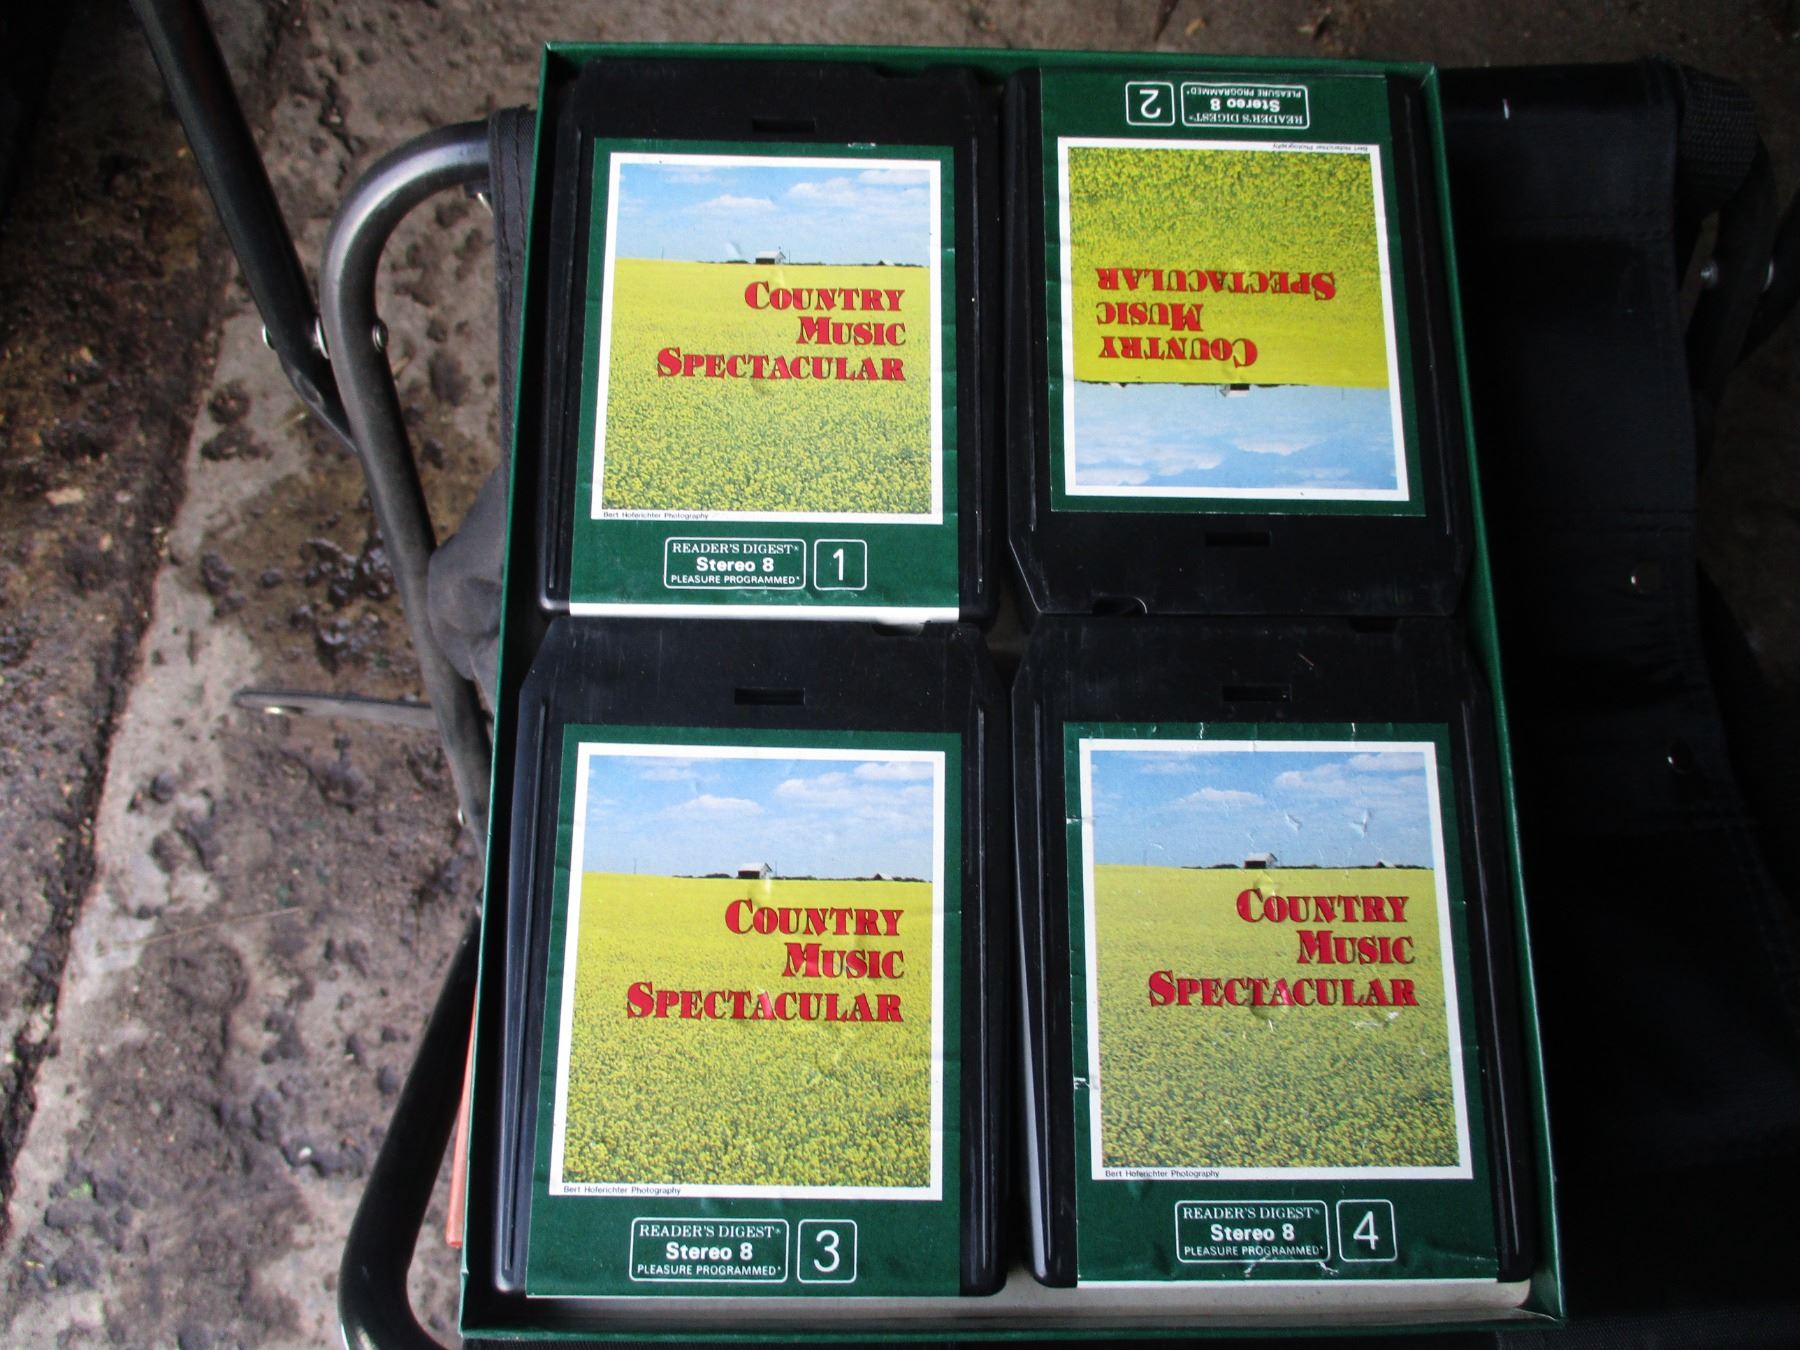 COUNTRY
MUSIC
SPECTACULAR
Bert Hoferichter Photography
READER'S DIGEST®
Stereo 8
PLEASURE PROGRAMMED®
1
2
READER'S DIGEST®
Stereo 8
PLEASURE PROGRAMMED®
Bert Hoferichter Photography
COUNTRY
MUSIC
SPECTACULAR
COUNTRY
MUSIC
SPECTACULAR
Bert Hoferichter Photography
READER'S DIGEST®
Stereo 8
PLEASURE PROGRAMMED®
3
COUNTRY
MUSIC
SPECTACULAR
Bert Hoferichter Photography
READER'S DIGEST®
Stereo 8
PLEASURE PROGRAMMED®
4